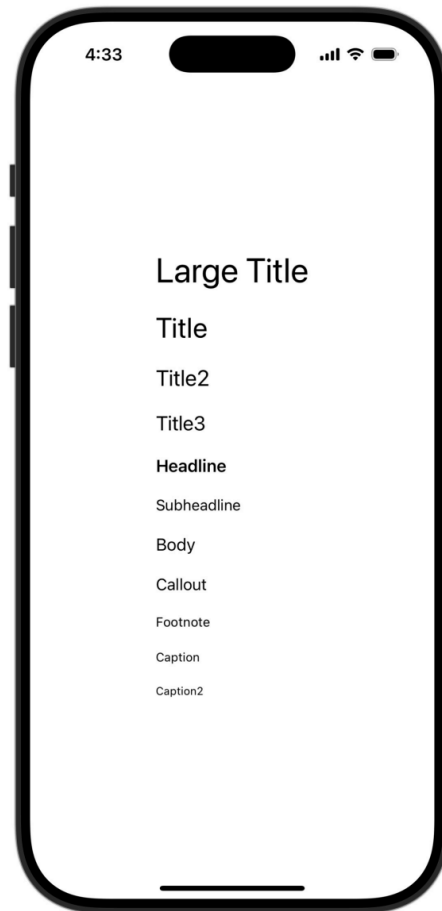 4:33
Large Title
Title
Title2
Title3
Headline
Subheadline
Body
Callout
Footnote
Caption
Caption2